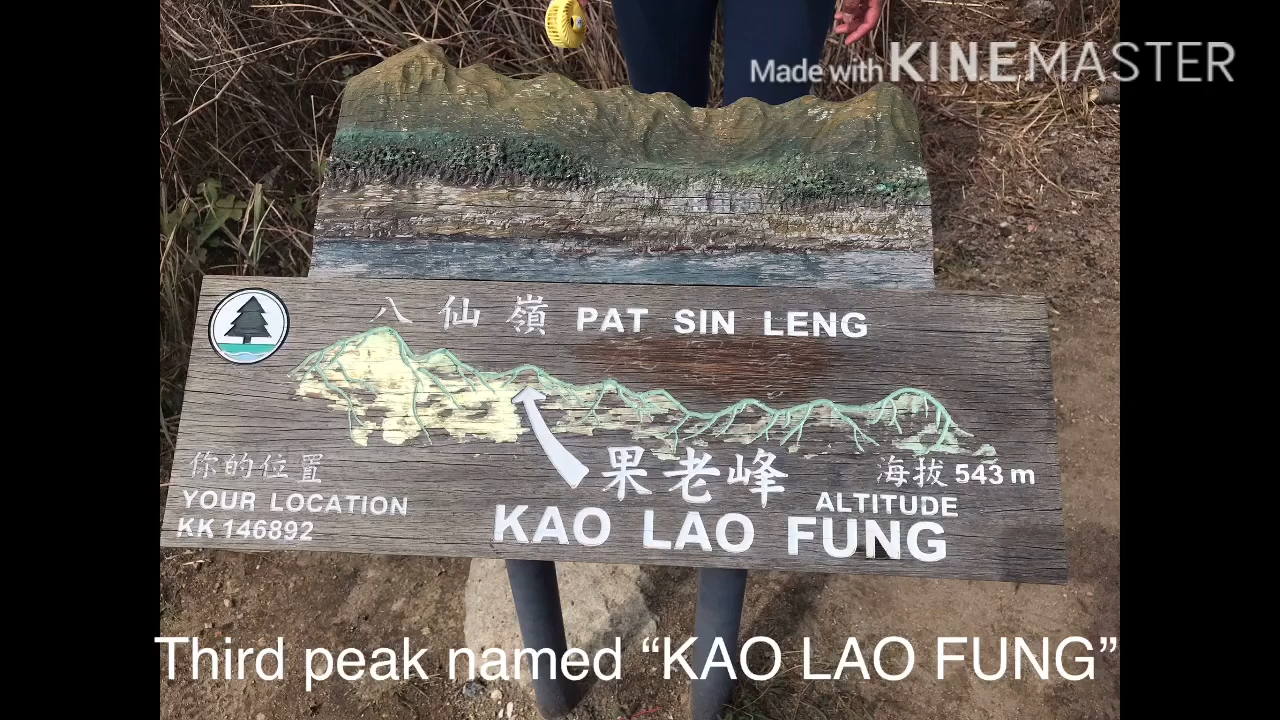 Made with KINEMASTER
八仙嶺 PAT SIN LENG
你的位置
YOUR LOCATION
KK 146892
果老峰
KAO LAO FUNG
海拔 543 m
ALTITUDE
Third peak named “KAO LAO FUNG”